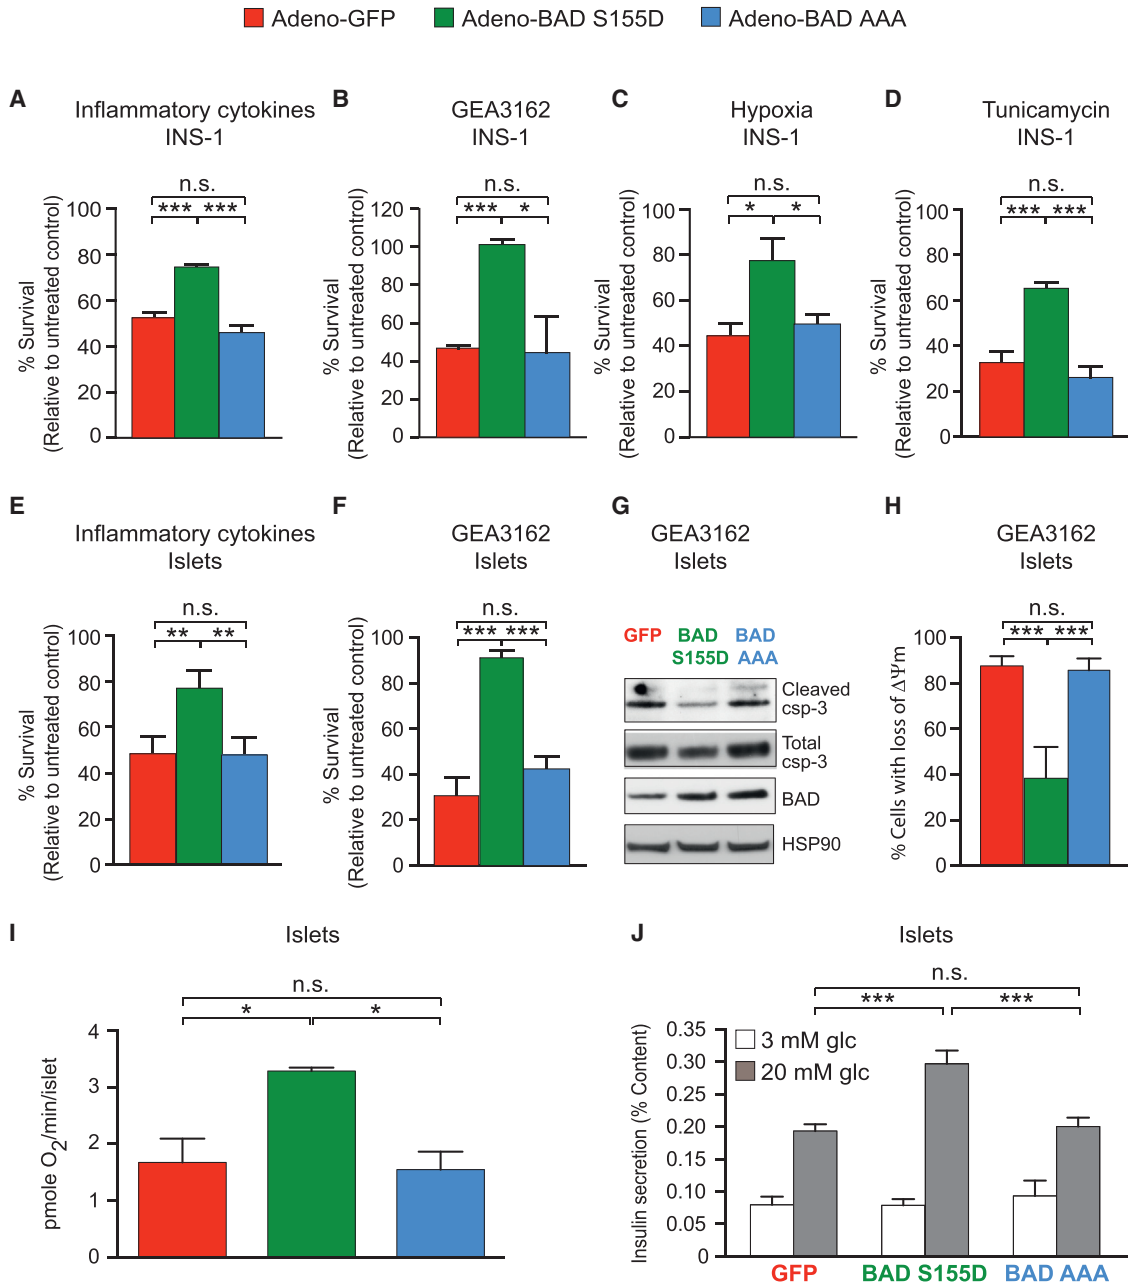 Adeno-GFP Adeno-BAD S155D Adeno-BAD AAA
A Inflammatory cytokines
INS-1
n.s.
*** ***
% Survival
(Relative to untreated control)
100
80
60
40
20
0
B GEA3162
INS-1
n.s.
*** *
% Survival
(Relative to untreated control)
120
100
80
60
40
20
0
C Hypoxia
INS-1
n.s.
* *
% Survival
(Relative to untreated control)
100
80
60
40
20
0
D Tunicamycin
INS-1
n.s.
*** ***
% Survival
(Relative to untreated control)
100
80
60
40
20
0
E Inflammatory cytokines
Islets
n.s.
** **
% Survival
(Relative to untreated control)
100
80
60
40
20
0
F GEA3162
Islets
n.s.
*** ***
% Survival
(Relative to untreated control)
100
80
60
40
20
0
G GEA3162
Islets
GFP BAD BAD
S155D AAA
Cleaved
csp-3
Total
csp-3
BAD
HSP90
H GEA3162
Islets
n.s.
*** ***
% Cells with loss of ΔΨm
100
80
60
40
20
0
I Islets
n.s.
* *
pmole O2/min/islet
4
3
2
1
0
J Islets
n.s.
*** ***
Insulin secretion (% Content)
0.35
0.30
0.25
0.20
0.15
0.10
0.05
0
3 mM glc
20 mM glc
GFP BAD S155D BAD AAA